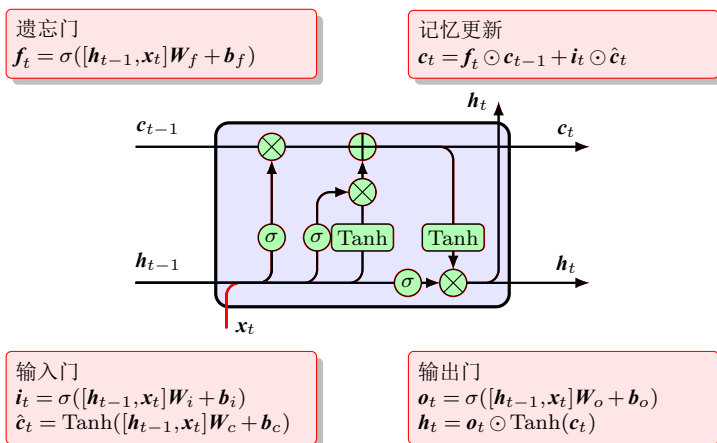 遗忘门
f_t = σ([h_{t−1}, x_t]W_f + b_f)
记忆更新
c_t = f_t ⊙ c_{t−1} + i_t ⊙ ĉ_t
h_t
c_{t−1}
c_t
σ
σ
Tanh
Tanh
h_{t−1}
σ
h_t
x_t
输入门
i_t = σ([h_{t−1}, x_t]W_i + b_i)
ĉ_t = Tanh([h_{t−1}, x_t]W_c + b_c)
输出门
o_t = σ([h_{t−1}, x_t]W_o + b_o)
h_t = o_t ⊙ Tanh(c_t)